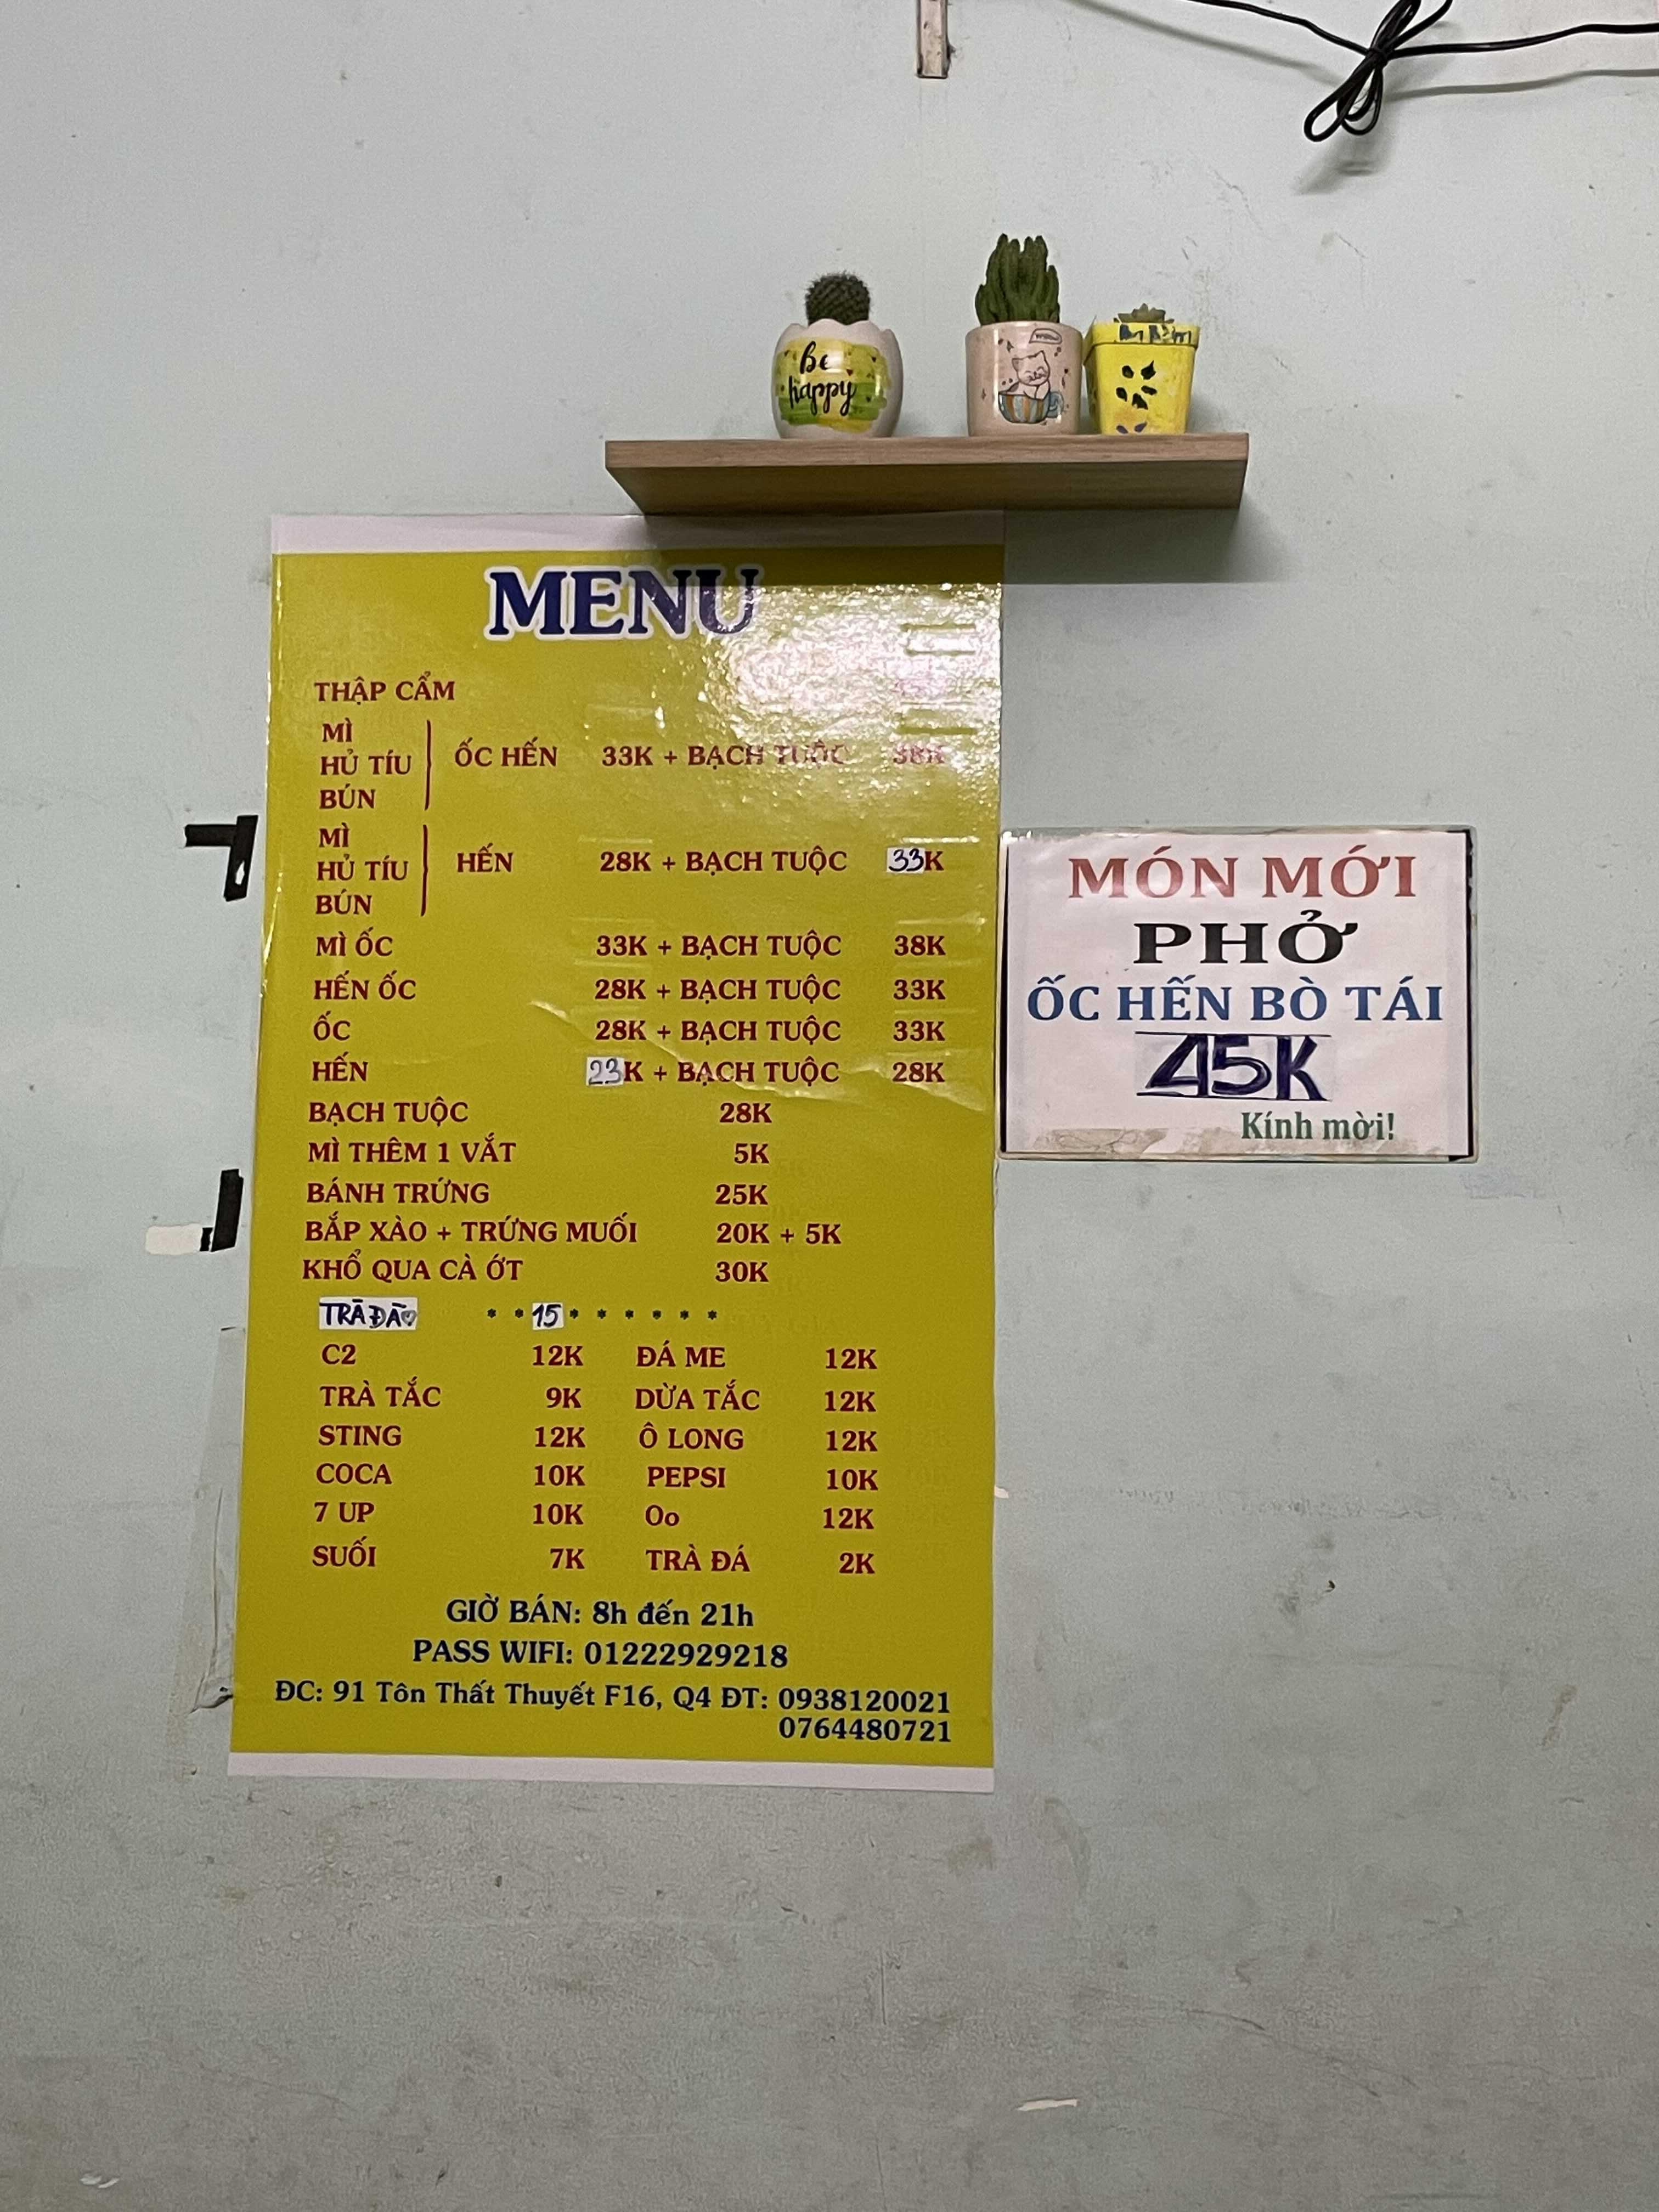 be
happy
MENU
THẬP CẨM
MÌ
HỦ TÍU
BÚN
ỐC HẾN 33K + BẠCH TUỘC 38K
MÌ
HỦ TÍU
BÚN
HẾN 28K + BẠCH TUỘC 33K
MÌ ỐC 33K + BẠCH TUỘC 38K
HẾN ỐC 28K + BẠCH TUỘC 33K
ỐC 28K + BẠCH TUỘC 33K
HẾN 23K + BẠCH TUỘC 28K
BẠCH TUỘC 28K
MÌ THÊM 1 VẮT 5K
BÁNH TRỨNG 25K
BẮP XÀO + TRỨNG MUỐI 20K + 5K
KHỔ QUA CÀ ỚT 30K
TRÀ ĐÀO * * 15 * * * * * *
C2 12K ĐÁ ME 12K
TRÀ TẮC 9K DỪA TẮC 12K
STING 12K Ô LONG 12K
COCA 10K PEPSI 10K
7 UP 10K Oo 12K
SUỐI 7K TRÀ ĐÁ 2K
GIỜ BÁN: 8h đến 21h
PASS WIFI: 01222929218
ĐC: 91 Tôn Thất Thuyết F16, Q4 ĐT: 0938120021
0764480721
MÓN MỚI
PHỞ
ỐC HẾN BÒ TÁI
45K
Kính mời!